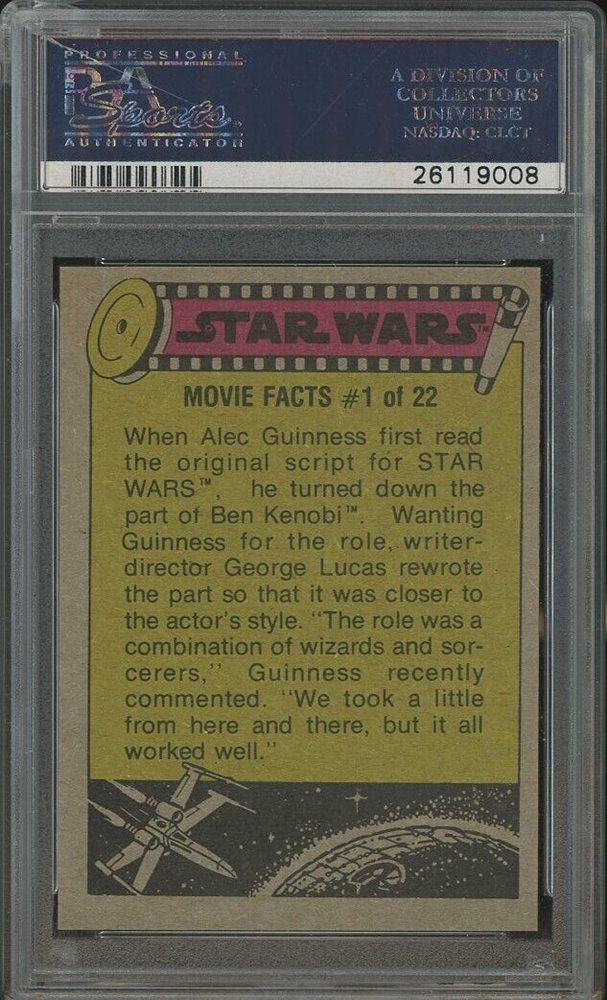 PROFESSIONAL
PSA
Sports
AUTHENTICATOR
A DIVISION OF
COLLECTORS
UNIVERSE
NASDAQ: CLCT
26119008
STAR WARS™
MOVIE FACTS #1 of 22
When Alec Guinness first read
the original script for STAR
WARS™, he turned down the
part of Ben Kenobi™. Wanting
Guinness for the role, writer-
director George Lucas rewrote
the part so that it was closer to
the actor's style. "The role was a
combination of wizards and sor-
cerers," Guinness recently
commented. "We took a little
from here and there, but it all
worked well."